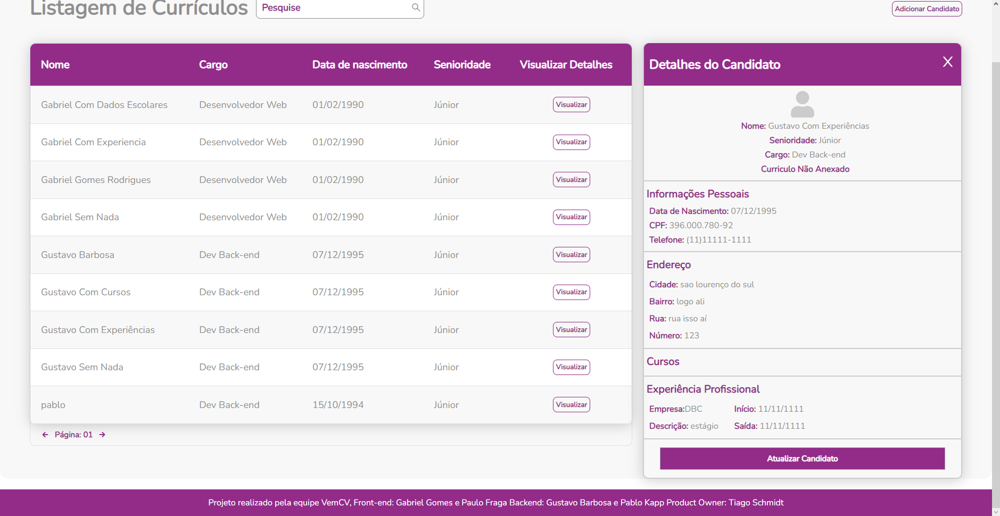 Listagem de Currículos
Pesquise
Adicionar Candidato
Nome Cargo Data de nascimento Senioridade Visualizar Detalhes
Gabriel Com Dados Escolares Desenvolvedor Web 01/02/1990 Júnior Visualizar
Gabriel Com Experiencia Desenvolvedor Web 01/02/1990 Júnior Visualizar
Gabriel Gomes Rodrigues Desenvolvedor Web 01/02/1990 Júnior Visualizar
Gabriel Sem Nada Desenvolvedor Web 01/02/1990 Júnior Visualizar
Gustavo Barbosa Dev Back-end 07/12/1995 Júnior Visualizar
Gustavo Com Cursos Dev Back-end 07/12/1995 Júnior Visualizar
Gustavo Com Experiências Dev Back-end 07/12/1995 Júnior Visualizar
Gustavo Sem Nada Dev Back-end 07/12/1995 Júnior Visualizar
pablo Dev Back-end 15/10/1994 Júnior Visualizar
Página: 01
Detalhes do Candidato X
Nome: Gustavo Com Experiências
Senioridade: Júnior
Cargo: Dev Back-end
Curriculo Não Anexado
Informações Pessoais
Data de Nascimento: 07/12/1995
CPF: 396.000.780-92
Telefone: (11)11111-1111
Endereço
Cidade: sao lourenço do sul
Bairro: logo ali
Rua: rua isso aí
Número: 123
Cursos
Experiência Profissional
Empresa:DBC Início: 11/11/1111
Descrição: estágio Saída: 11/11/1111
Atualizar Candidato
Projeto realizado pela equipe VemCV, Front-end: Gabriel Gomes e Paulo Fraga Backend: Gustavo Barbosa e Pablo Kapp Product Owner: Tiago Schmidt